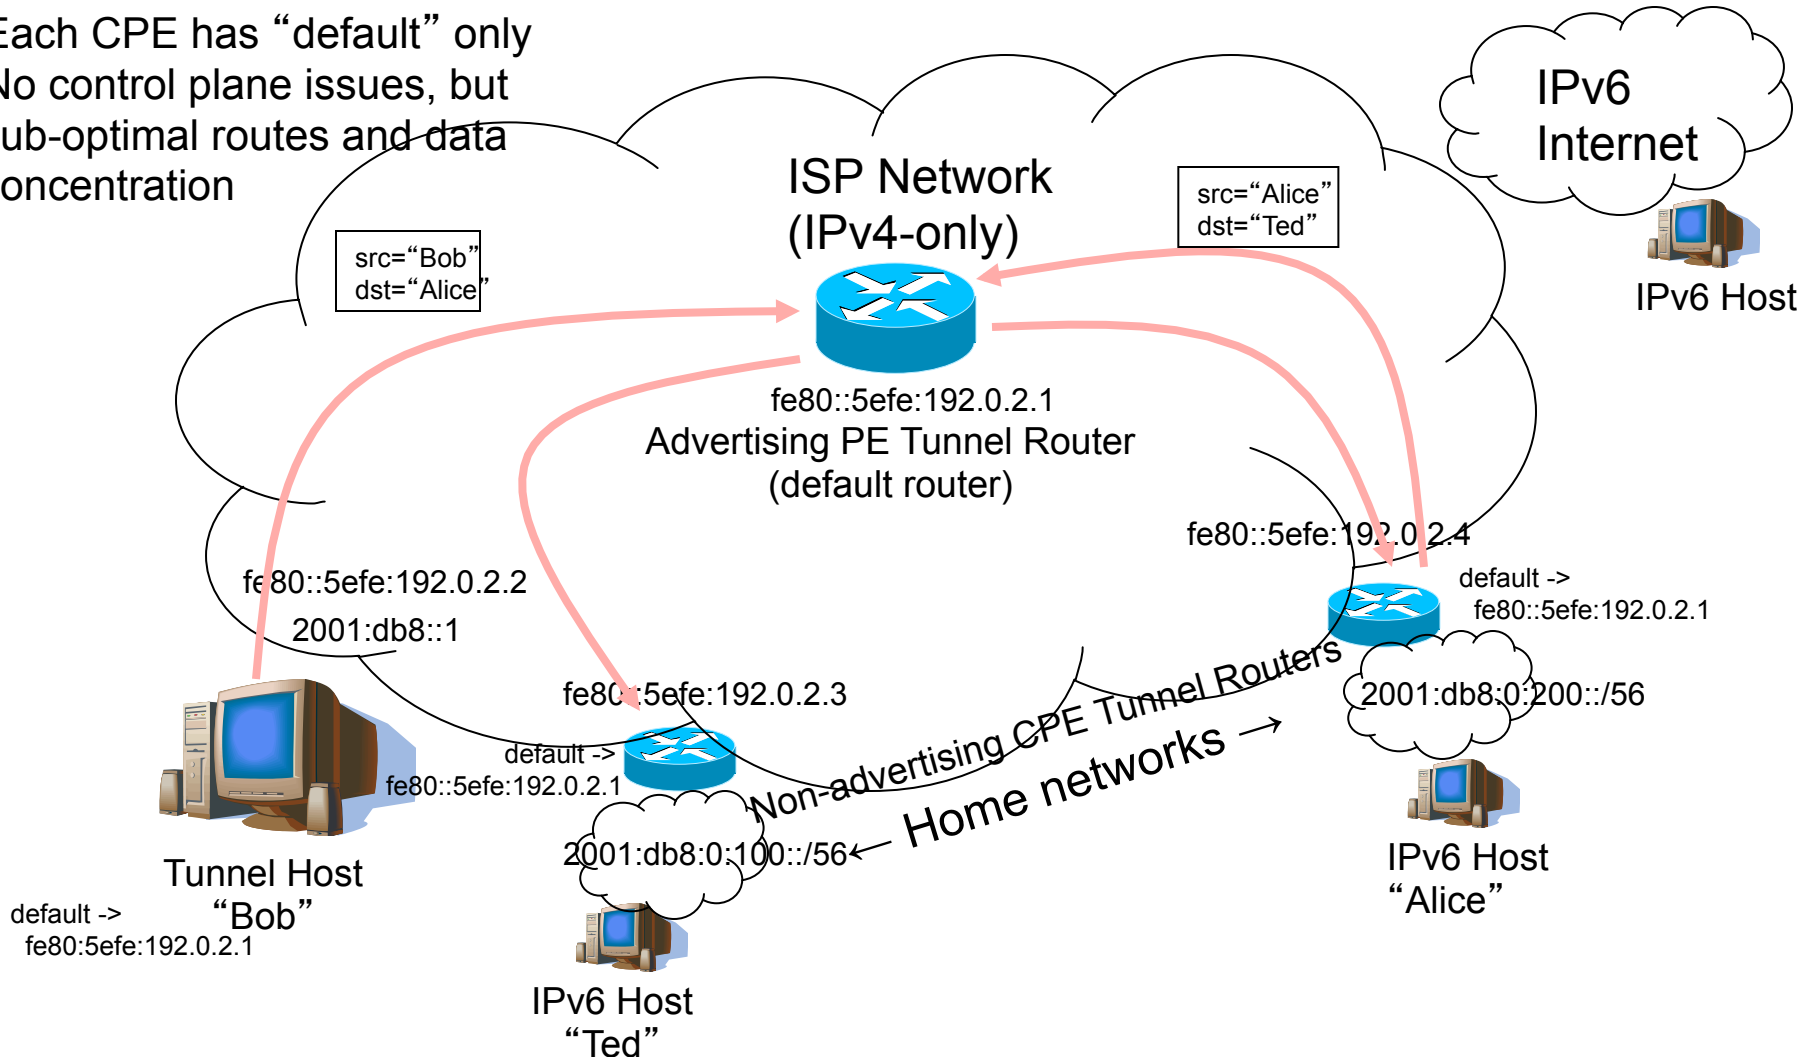 Each CPE has “default” only
No control plane issues, but
sub-optimal routes and data
concentration
IPv6
Internet
ISP Network
(IPv4-only)
src=“Alice”
dst=“Ted”
src=“Bob”
dst=“Alice”
IPv6 Host
fe80::5efe:192.0.2.1
Advertising PE Tunnel Router
(default router)
fe80::5efe:192.0.2.4
default ->
fe80::5efe:192.0.2.1
fe80::5efe:192.0.2.2
2001:db8::1
fe80::5efe:192.0.2.3
2001:db8:0:200::/56
default ->
fe80::5efe:192.0.2.1
Non-advertising CPE Tunnel Routers
← Home networks →
2001:db8:0:100::/56
Tunnel Host
“Bob”
default ->
fe80:5efe:192.0.2.1
IPv6 Host
“Alice”
IPv6 Host
“Ted”